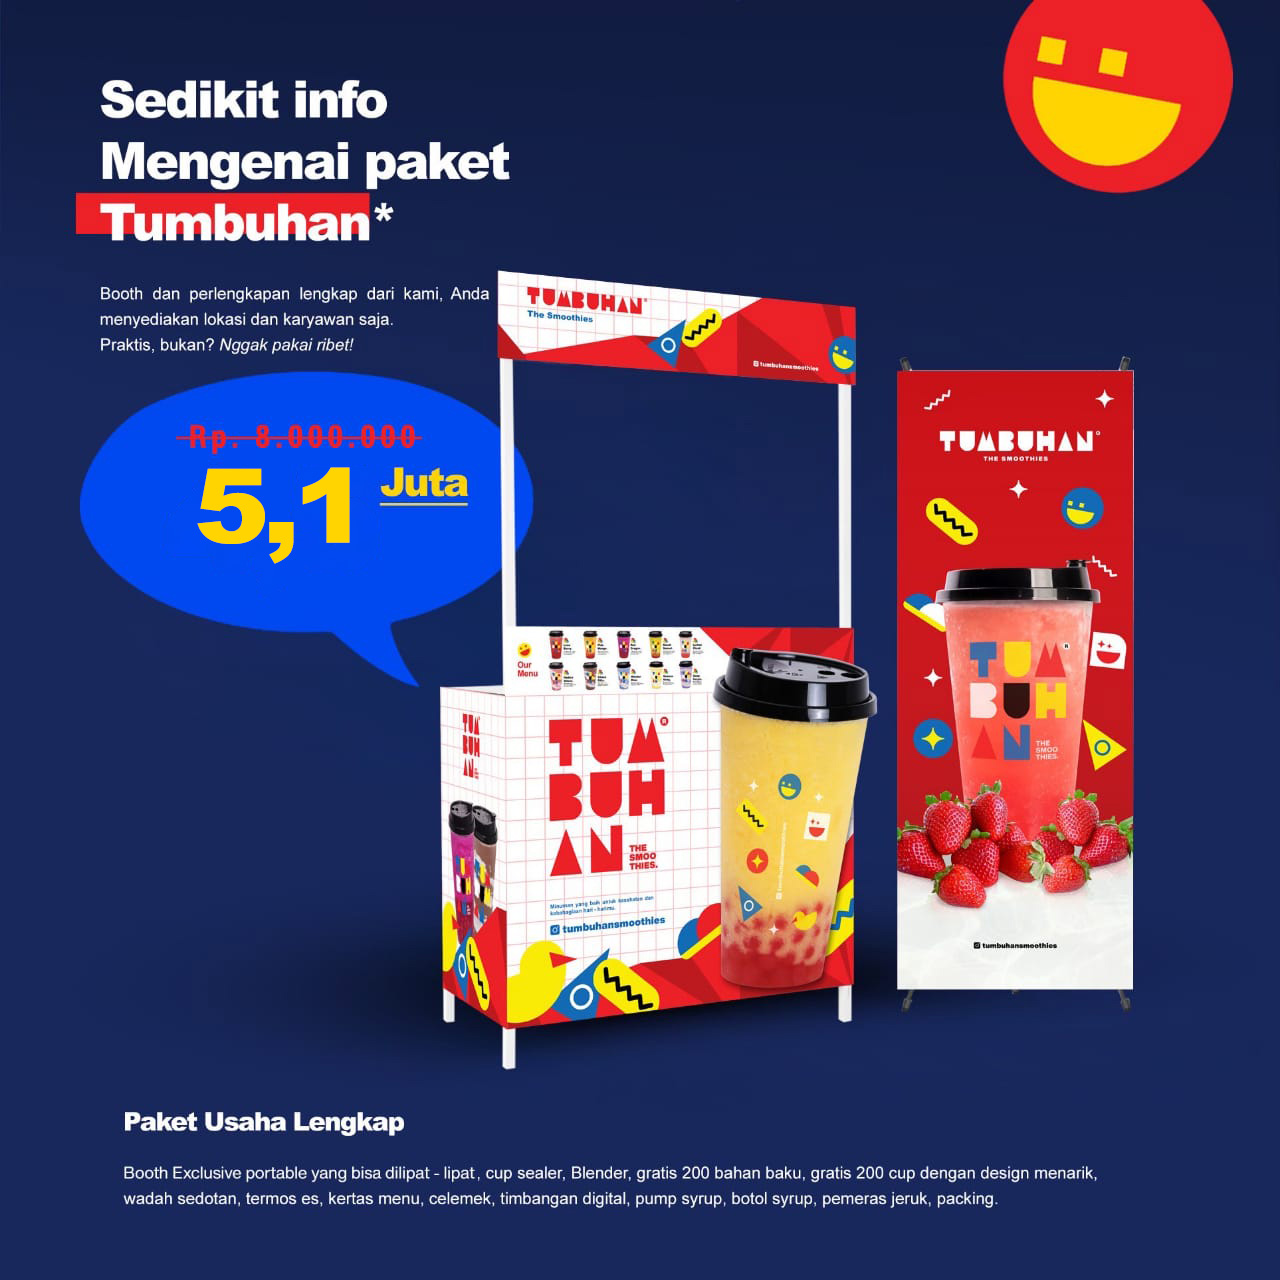 Sedikit info
Mengenai paket
Tumbuhan*
Booth dan perlengkapan lengkap dari kami, Anda
menyediakan lokasi dan karyawan saja.
Praktis, bukan? Nggak pakai ribet!
Rp. 8.000.000
5,1 Juta
TUMBUHAN®
The Smoothies
tumbuhansmoothies
Our
Menu
TUM
BUH
AN
TUM®
BUH
AN
THE
SMOO
THIES.
Minuman yang baik untuk kesehatan dan
kebahagiaan hari - harimu.
tumbuhansmoothies
TUMBUHAN
THE SMOOTHIES
TUM®
BUH
AN
THE
SMOO
THIES.
tumbuhansmoothies
Paket Usaha Lengkap
Booth Exclusive portable yang bisa dilipat - lipat, cup sealer, Blender, gratis 200 bahan baku, gratis 200 cup dengan design menarik,
wadah sedotan, termos es, kertas menu, celemek, timbangan digital, pump syrup, botol syrup, pemeras jeruk, packing.